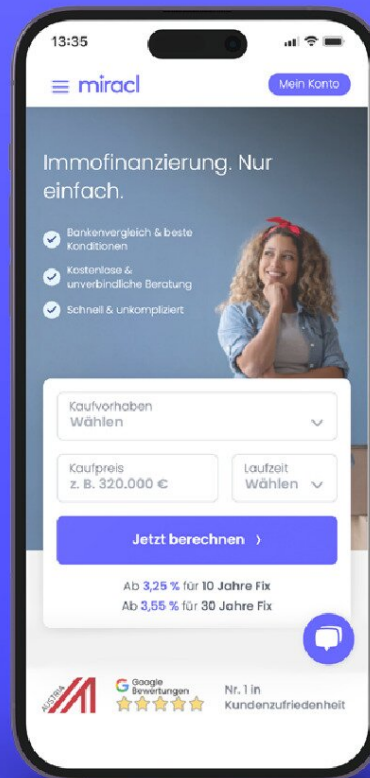 13:35
miracl
Mein Konto
Immofinanzierung. Nur
einfach.
Bankenvergleich & beste
Konditionen
Kostenlose &
unverbindliche Beratung
Schnell & unkompliziert
Kaufvorhaben
Wählen
Kaufpreis
z. B. 320.000 €
Laufzeit
Wählen
Jetzt berechnen
Ab 3,25 % für 10 Jahre Fix
Ab 3,55 % für 30 Jahre Fix
AUSTRIA
Google
Bewertungen
Nr. 1 in
Kundenzufriedenheit